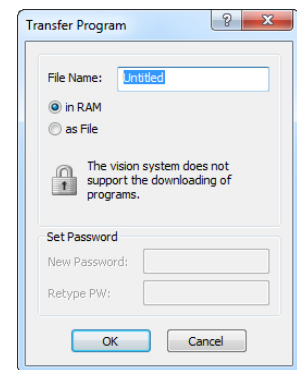 Transfer Program
File Name: Untitled
in RAM
as File
The vision system does not
support the downloading of
programs.
Set Password
New Password:
Retype PW:
OK Cancel